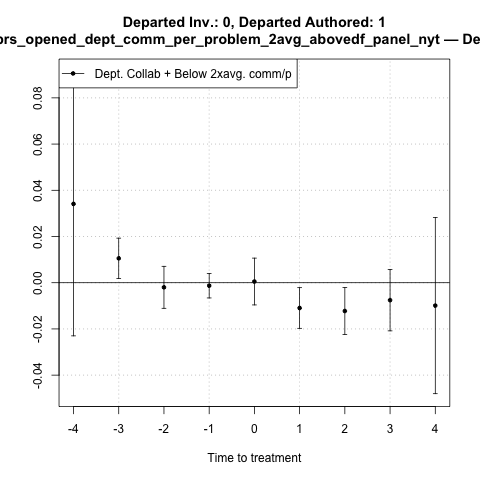 Departed Inv.: 0, Departed Authored: 1
prs_opened_dept_comm_per_problem_2avg_abovedf_panel_nyt — De
Dept. Collab + Below 2xavg. comm/p
0.08
0.06
0.04
0.02
0.00
-0.02
-0.04
-4 -3 -2 -1 0 1 2 3 4
Time to treatment